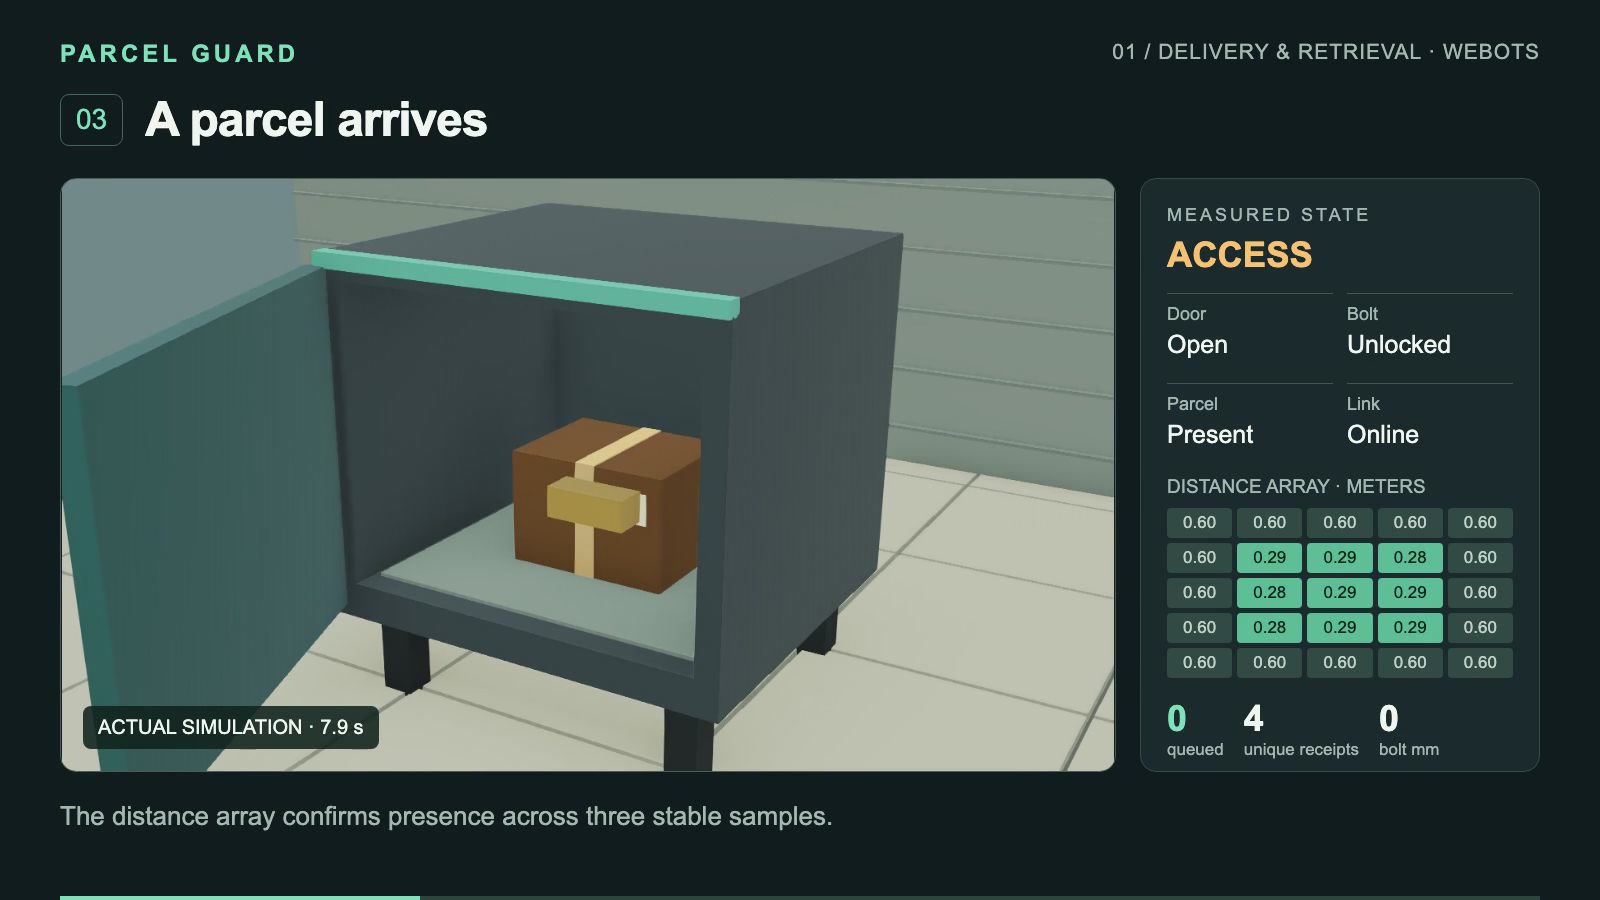 PARCEL GUARD
01 / DELIVERY & RETRIEVAL · WEBOTS
03 A parcel arrives
MEASURED STATE
ACCESS
Door Bolt
Open Unlocked
Parcel Link
Present Online
DISTANCE ARRAY · METERS
0.60 0.60 0.60 0.60 0.60
0.60 0.29 0.29 0.28 0.60
0.60 0.28 0.29 0.29 0.60
0.60 0.28 0.29 0.29 0.60
0.60 0.60 0.60 0.60 0.60
0 4 0
queued unique receipts bolt mm
ACTUAL SIMULATION · 7.9 s
The distance array confirms presence across three stable samples.